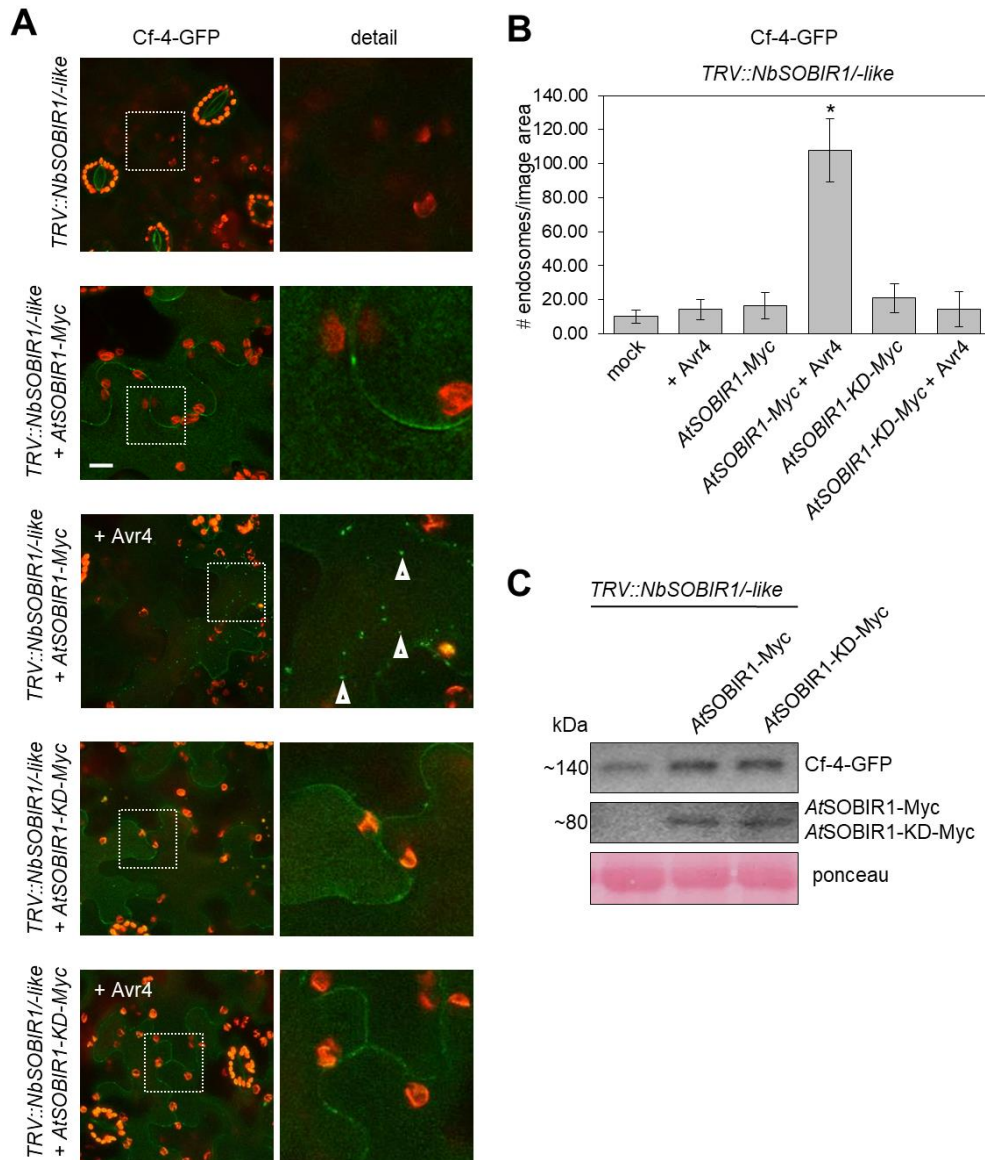 A
Cf-4-GFP
detail
TRV::NbSOBIR1/-like
TRV::NbSOBIR1/-like
+ AtSOBIR1-Myc
+ Avr4
TRV::NbSOBIR1/-like
+ AtSOBIR1-Myc
TRV::NbSOBIR1/-like
+ AtSOBIR1-KD-Myc
+ Avr4
TRV::NbSOBIR1/-like
+ AtSOBIR1-KD-Myc
B
Cf-4-GFP
TRV::NbSOBIR1/-like
# endosomes/image area
140.00
120.00
100.00
80.00
60.00
40.00
20.00
0.00
*
mock
+ Avr4
AtSOBIR1-Myc
AtSOBIR1-Myc + Avr4
AtSOBIR1-KD-Myc
AtSOBIR1-KD-Myc + Avr4
C
TRV::NbSOBIR1/-like
AtSOBIR1-Myc
AtSOBIR1-KD-Myc
kDa
~140
Cf-4-GFP
~80
AtSOBIR1-Myc
AtSOBIR1-KD-Myc
ponceau